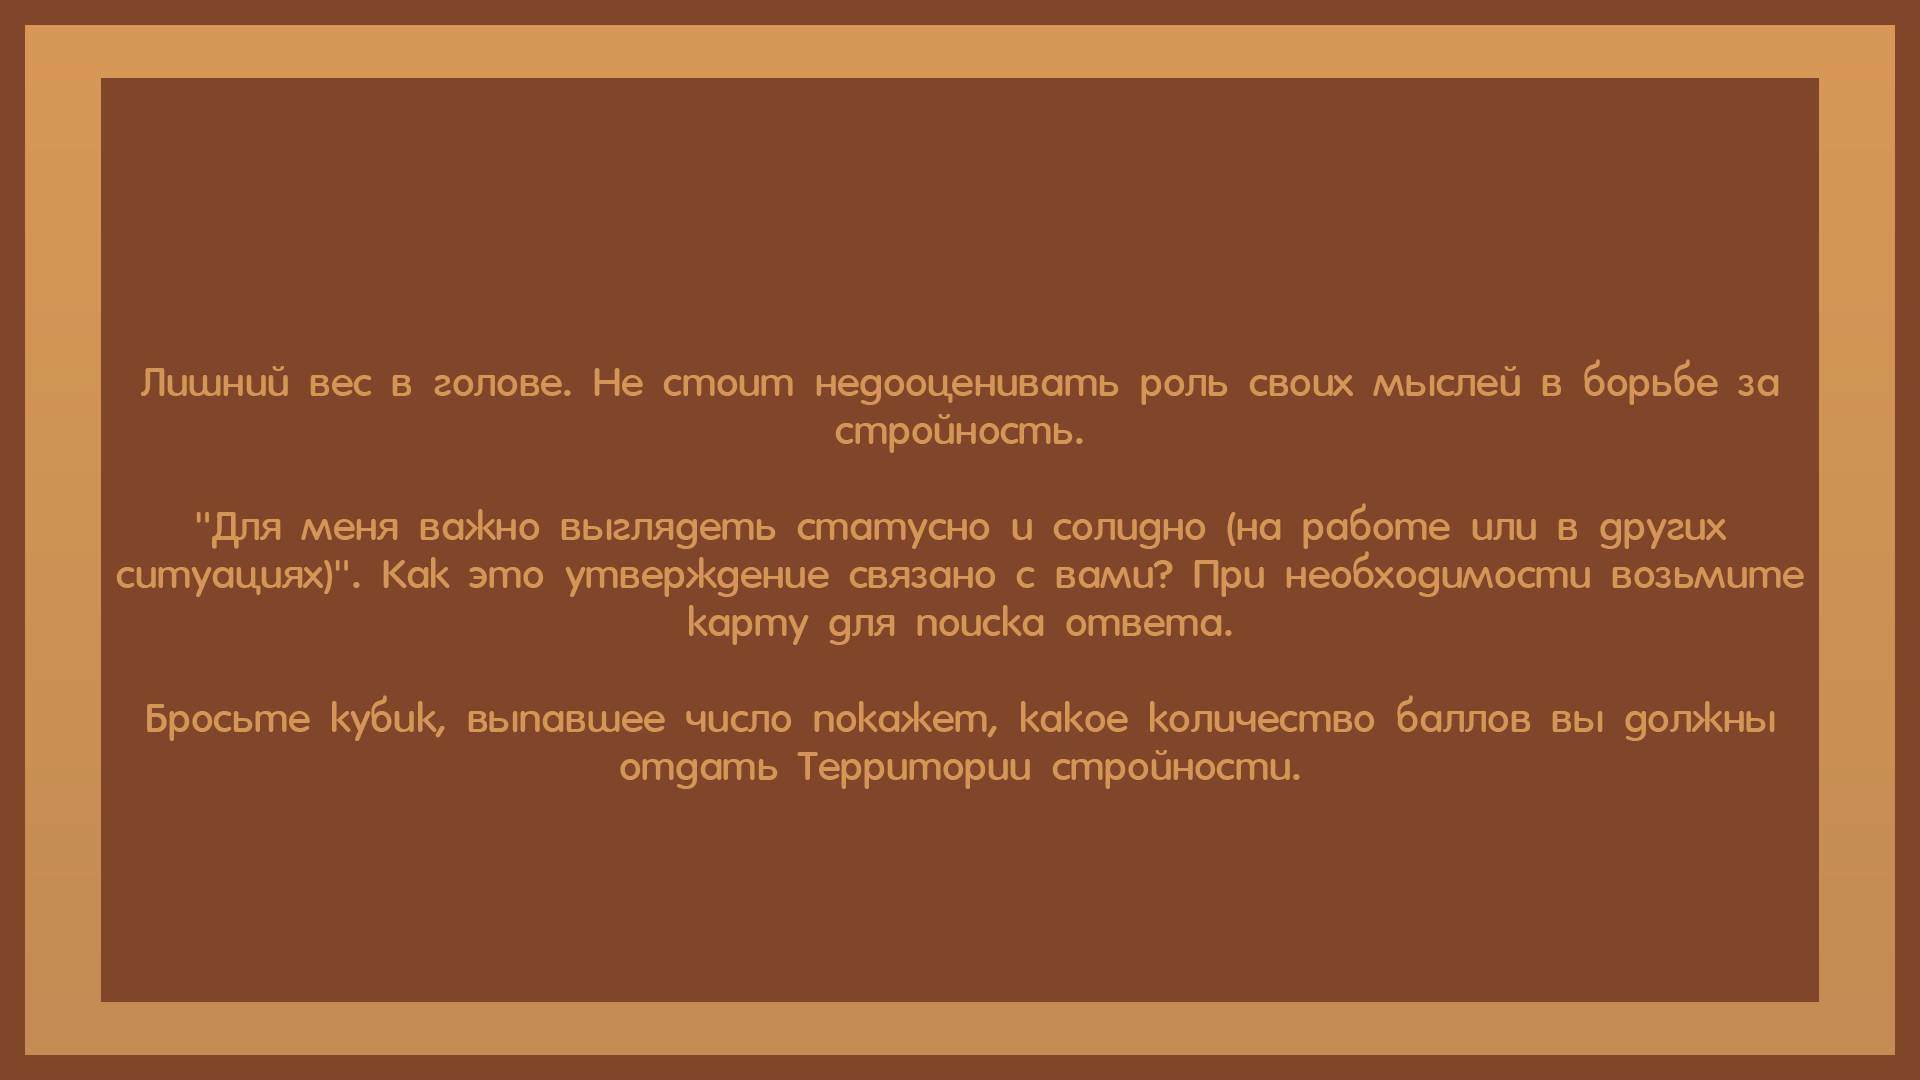 Лишний вес в голове. Не стоит недооценивать роль своих мыслей в борьбе за
стройность.
"Для меня важно выглядеть статусно и солидно (на работе или в других
ситуациях)". Как это утверждение связано с вами? При необходимости возьмите
карту для поиска ответа.
Бросьте кубик, выпавшее число покажет, какое количество баллов вы должны
отдать Территории стройности.